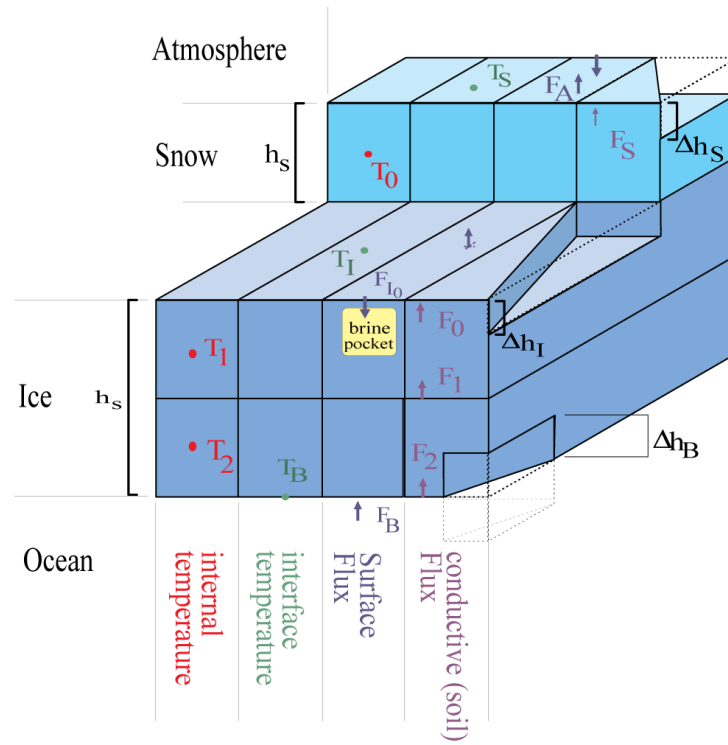 Atmosphere
T_S
F_A
Snow
h_s
T_0
F_S
Δh_S
T_I
F_I_0
brine
pocket
F_0
Δh_I
Ice
h_s
T_1
F_1
T_2
T_B
F_2
Δh_B
F_B
Ocean
internal
temperature
interface
temperature
Surface
Flux
conductive (soil)
Flux